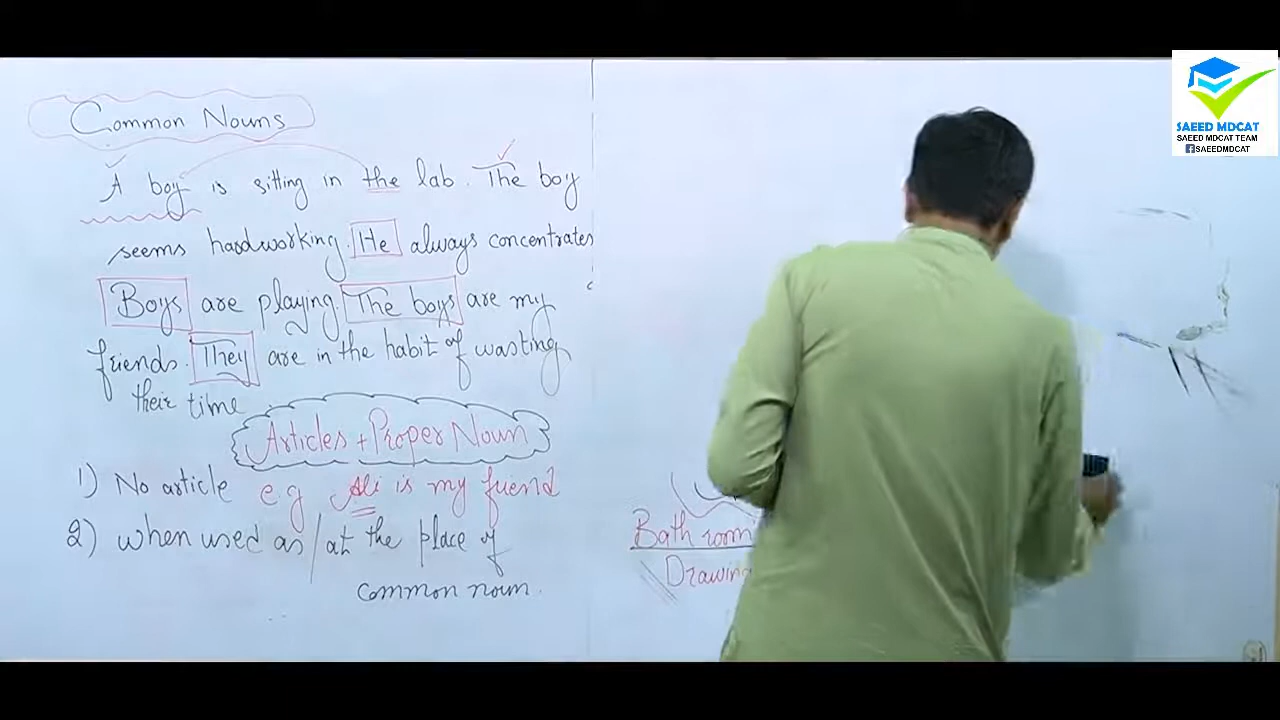 Common Nouns
A boy is sitting in the lab. The boy
seems hardworking. He always concentrates
Boys are playing. The boys are my
friends. They are in the habit of wasting
their time
Articles + Proper Noun
1) No article e.g Ali is my friend
2) when used as / at the place of
common noun.
Bath room
Drawing
SAEED MDCAT
SAEED MDCAT TEAM
SAEEDMDCAT